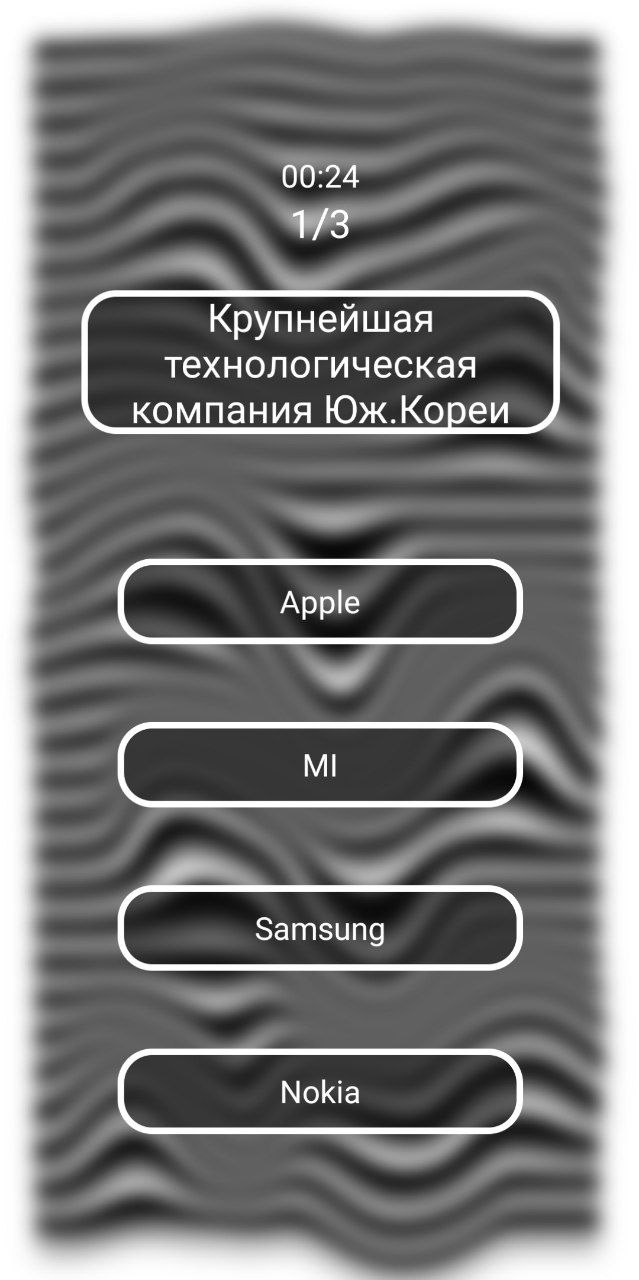 00:24
1/3
Крупнейшая
технологическая
компания Юж.Кореи
Apple
MI
Samsung
Nokia